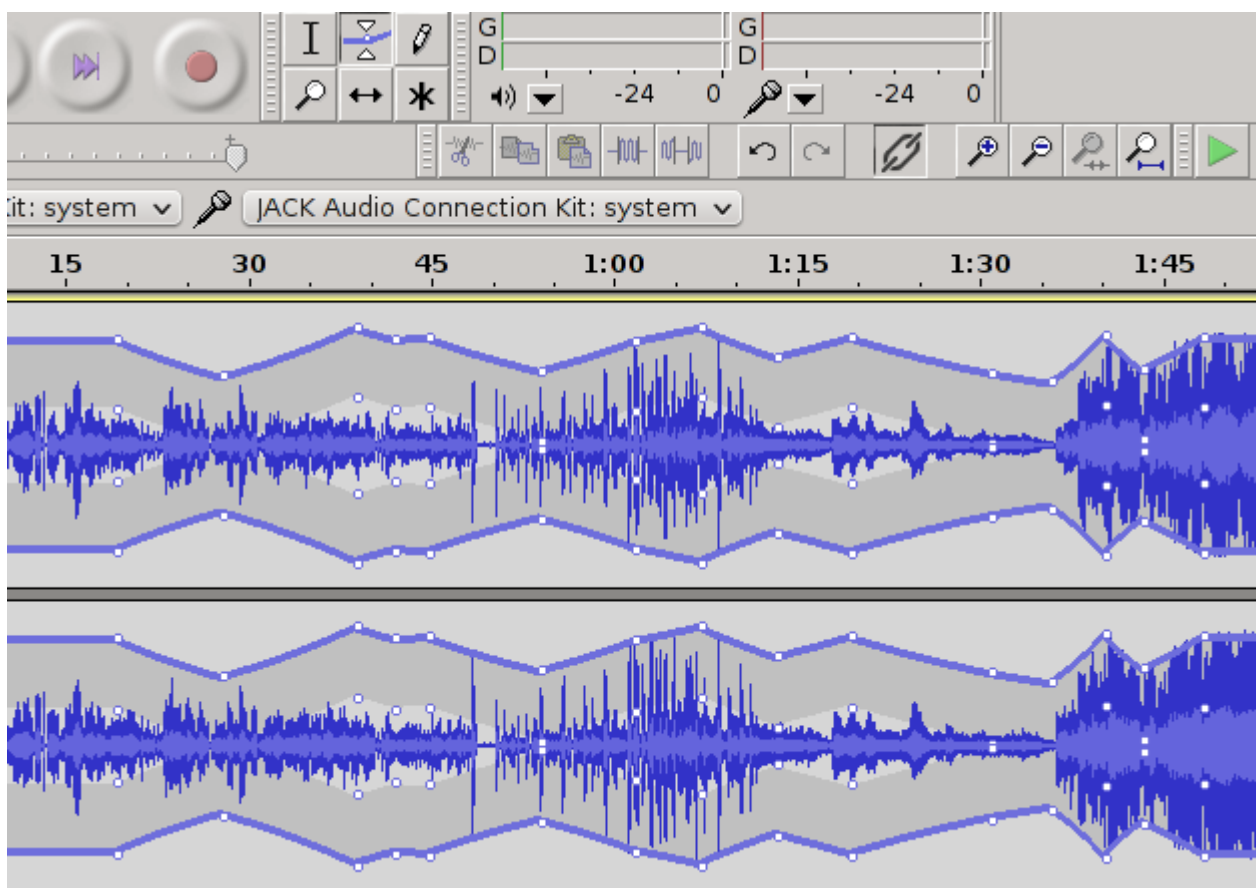 G
D
G
D
-24 0
-24 0
it: system
JACK Audio Connection Kit: system
15 30 45 1:00 1:15 1:30 1:45